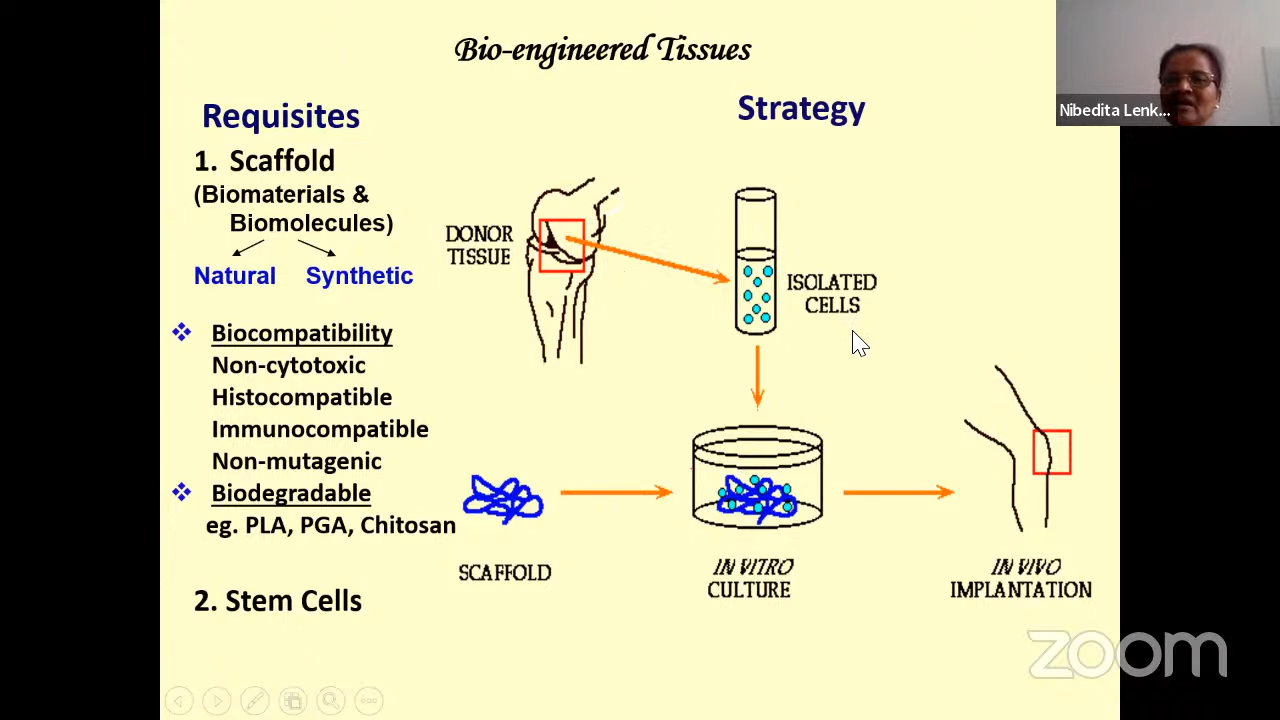 Bio-engineered Tissues
Requisites
1. Scaffold
(Biomaterials &
Biomolecules)
Natural Synthetic
❖ Biocompatibility
Non-cytotoxic
Histocompatible
Immunocompatible
Non-mutagenic
❖ Biodegradable
eg. PLA, PGA, Chitosan
2. Stem Cells
Strategy
DONOR
TISSUE
ISOLATED
CELLS
SCAFFOLD
IN VITRO
CULTURE
IN VIVO
IMPLANTATION
Nibedita Lenk...
zoom